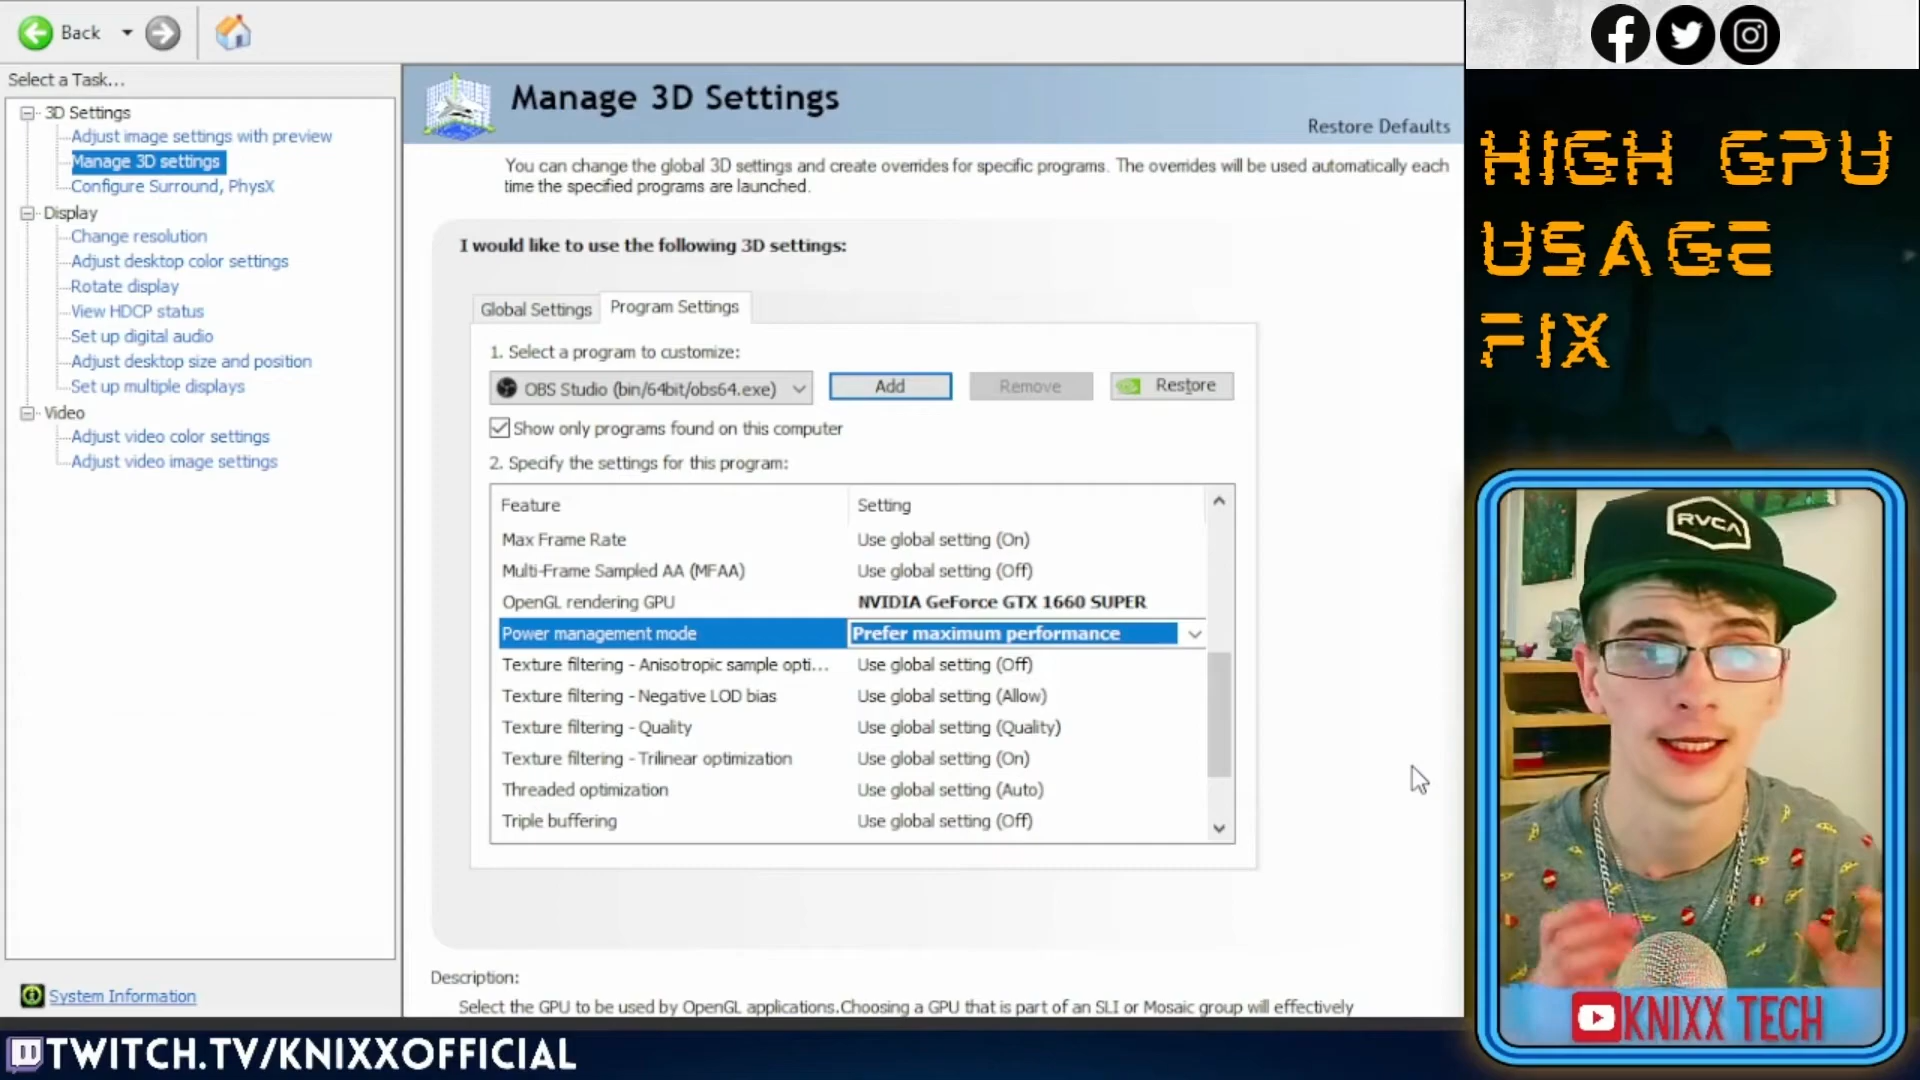 Back
Select a Task...
3D Settings
Adjust image settings with preview
Manage 3D settings
Configure Surround, PhysX
Display
Change resolution
Adjust desktop color settings
Rotate display
View HDCP status
Set up digital audio
Adjust desktop size and position
Set up multiple displays
Video
Adjust video color settings
Adjust video image settings
System Information
Manage 3D Settings
Restore Defaults
You can change the global 3D settings and create overrides for specific programs. The overrides will be used automatically each
time the specified programs are launched.
I would like to use the following 3D settings:
Global Settings Program Settings
1. Select a program to customize:
OBS Studio (bin/64bit/obs64.exe) Add Remove Restore
Show only programs found on this computer
2. Specify the settings for this program:
Feature Setting
Max Frame Rate Use global setting (On)
Multi-Frame Sampled AA (MFAA) Use global setting (Off)
OpenGL rendering GPU NVIDIA GeForce GTX 1660 SUPER
Power management mode Prefer maximum performance
Texture filtering - Anisotropic sample opti... Use global setting (Off)
Texture filtering - Negative LOD bias Use global setting (Allow)
Texture filtering - Quality Use global setting (Quality)
Texture filtering - Trilinear optimization Use global setting (On)
Threaded optimization Use global setting (Auto)
Triple buffering Use global setting (Off)
Description:
Select the GPU to be used by OpenGL applications.Choosing a GPU that is part of an SLI or Mosaic group will effectively
HIGH GPU
USAGE
FIX
RVCA
KNIXX TECH
TWITCH.TV/KNIXXOFFICIAL